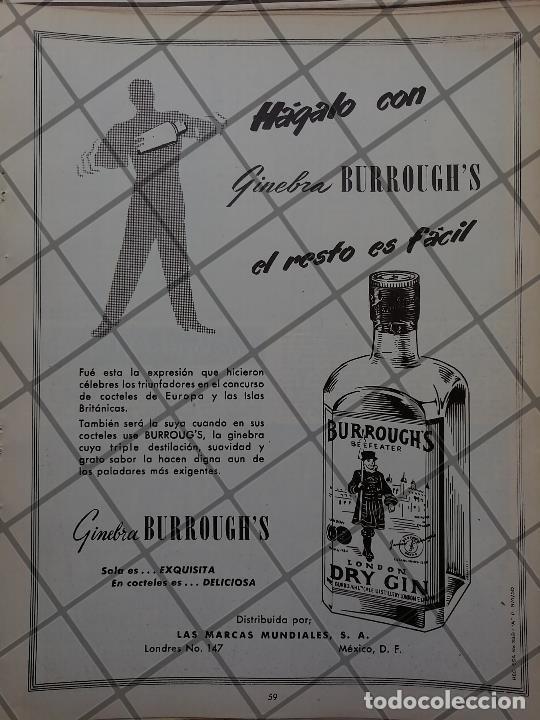 Hágalo con
Ginebra BURROUGH'S
el resto es fácil
Fué esta la expresión que hicieron
célebres los triunfadores en el concurso
de cocteles de Europa y las Islas
Británicas.
También será la suya cuando en sus
cocteles use BURROUG'S, la ginebra
cuya triple destilación suavidad y
grato sabor la hacen digna aun de
los paladares más exigentes.
BURROUGH'S
BEEFEATER
LONDON
DRY GIN
Ginebra BURROUGH'S
Sola es... EXQUISITA
En cocteles es... DELICIOSA
Distribuída por;
LAS MARCAS MUNDIALES, S. A.
Londres No. 147 México, D. F.
59
todocoleccion